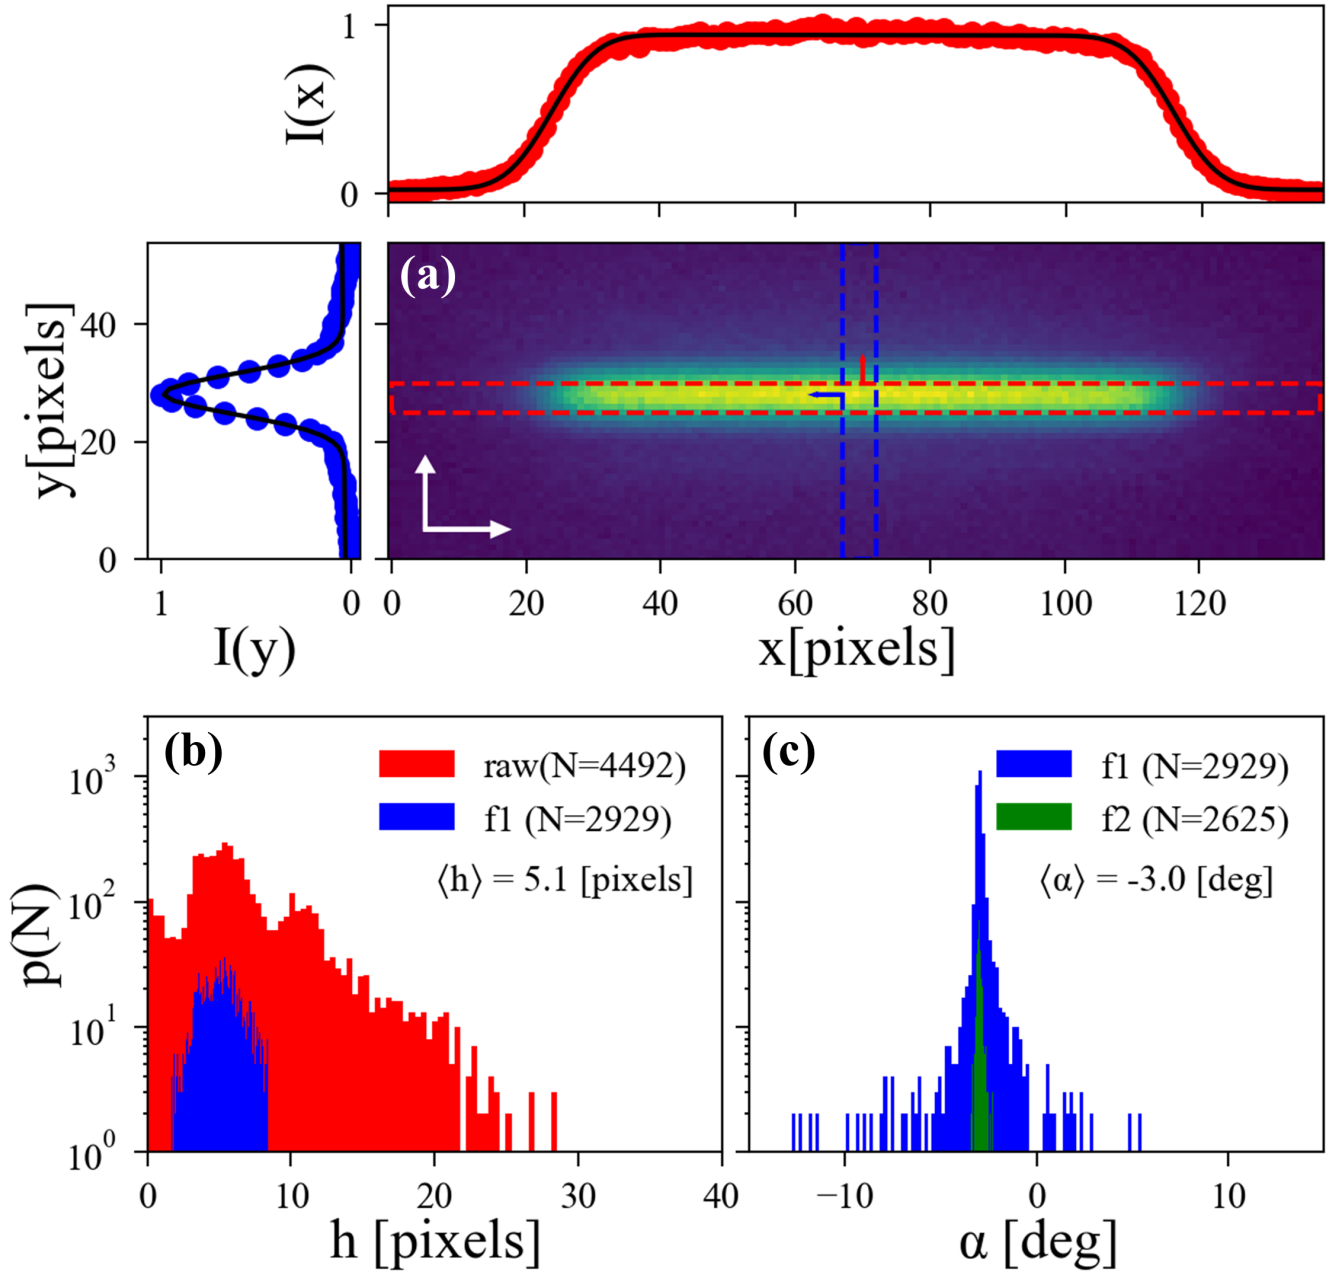 1
0
I(x)
(a)
40
20
0
y[pixels]
1 0
I(y)
0 20 40 60 80 100 120
x[pixels]
(b)
raw(N=4492)
f1 (N=2929)
⟨h⟩ = 5.1 [pixels]
10³
10²
10¹
10⁰
p(N)
0 10 20 30 40
h [pixels]
(c)
f1 (N=2929)
f2 (N=2625)
⟨α⟩ = -3.0 [deg]
−10 0 10
α [deg]